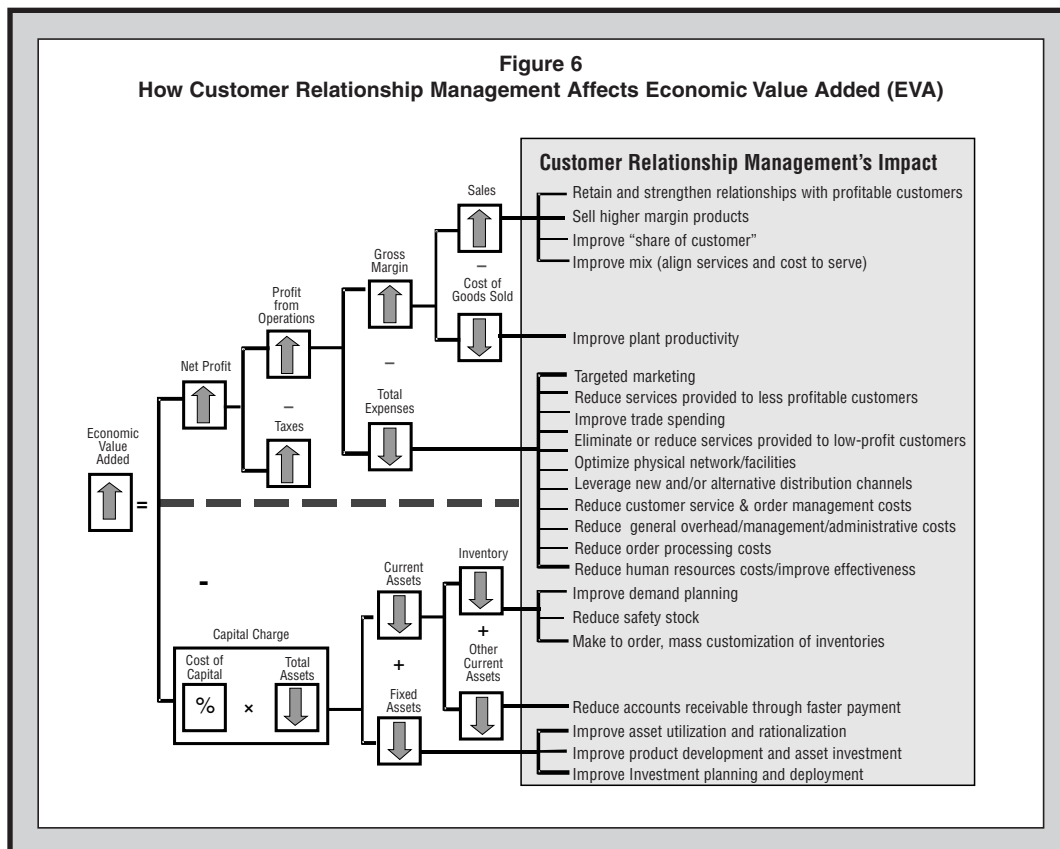 Figure 6
How Customer Relationship Management Affects Economic Value Added (EVA)
Customer Relationship Management's Impact
Sales
Retain and strengthen relationships with profitable customers
Sell higher margin products
Improve “share of customer”
Improve mix (align services and cost to serve)
–
Gross
Margin
Cost of
Goods Sold
Improve plant productivity
Profit
from
Operations
–
Net Profit
Total
Expenses
Targeted marketing
Reduce services provided to less profitable customers
Improve trade spending
Eliminate or reduce services provided to low-profit customers
Optimize physical network/facilities
Leverage new and/or alternative distribution channels
Reduce customer service & order management costs
Reduce general overhead/management/administrative costs
Reduce order processing costs
Reduce human resources costs/improve effectiveness
–
Taxes
Economic
Value
Added
=
-
Current
Assets
Inventory
Improve demand planning
Reduce safety stock
Make to order, mass customization of inventories
+
Other
Current
Assets
Reduce accounts receivable through faster payment
+
Fixed
Assets
Improve asset utilization and rationalization
Improve product development and asset investment
Improve Investment planning and deployment
Capital Charge
Cost of
Capital
%
×
Total
Assets